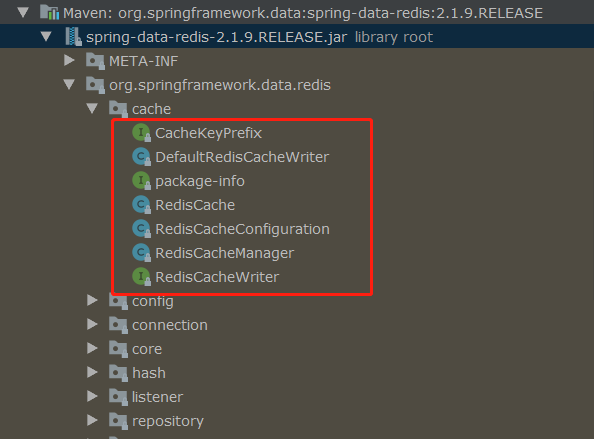 Maven: org.springframework.data:spring-data-redis:2.1.9.RELEASE
spring-data-redis-2.1.9.RELEASE.jar library root
META-INF
org.springframework.data.redis
cache
I CacheKeyPrefix
C DefaultRedisCacheWriter
I package-info
C RedisCache
C RedisCacheConfiguration
C RedisCacheManager
I RedisCacheWriter
config
connection
core
hash
listener
repository